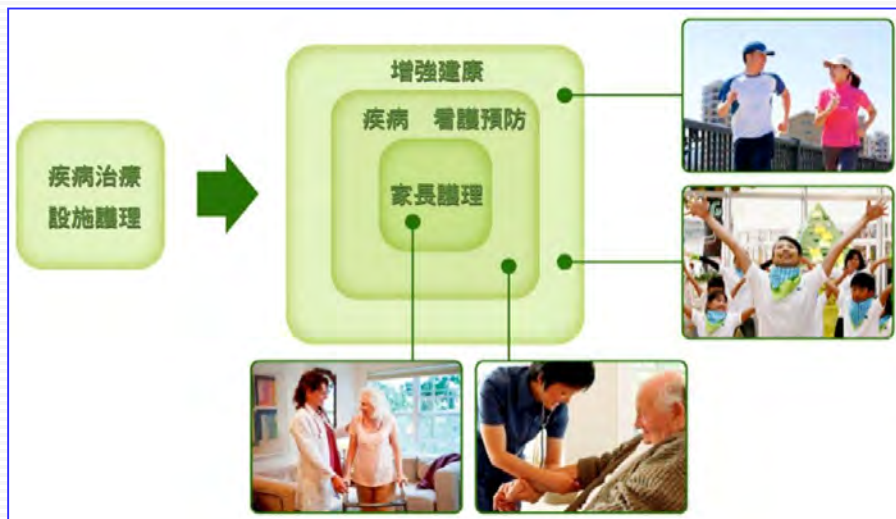 疾病治療
設施護理
增強建康
疾病　看護預防
家長護理